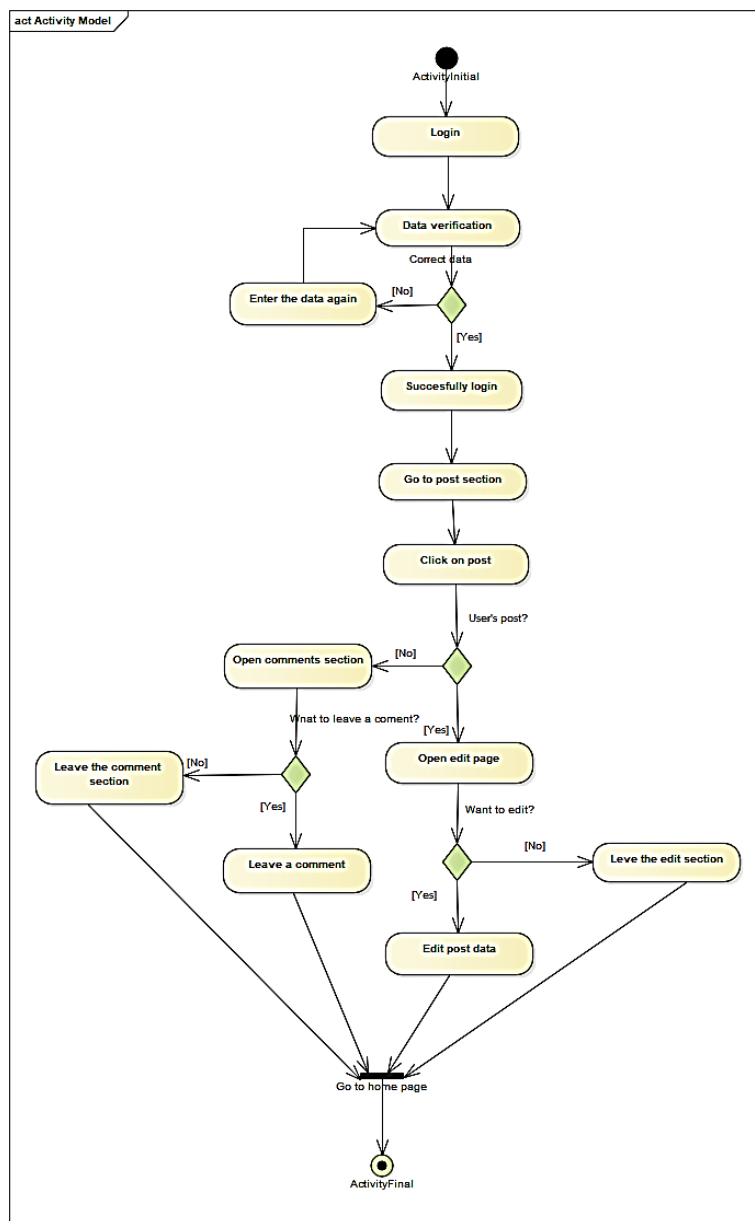 act Activity Model
ActivityInitial
Login
Data verification
Correct data
Enter the data again
[No]
[Yes]
Succesfully login
Go to post section
Click on post
User's post?
Open comments section
[No]
Wnat to leave a coment?
[Yes]
Leave the comment
section
[No]
Open edit page
[Yes]
Want to edit?
Leave a comment
[No]
Leve the edit section
[Yes]
Edit post data
Go to home page
ActivityFinal